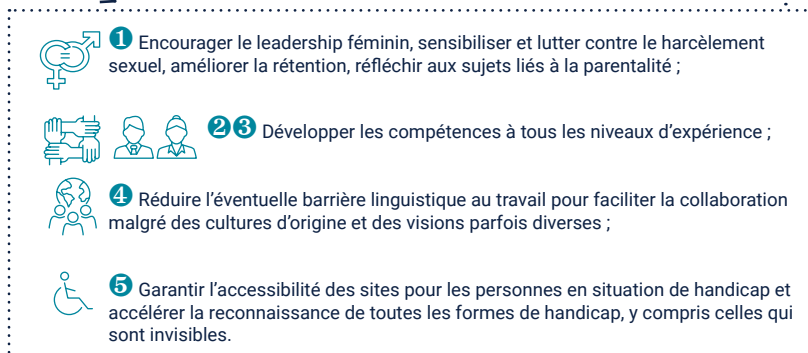 ❶ Encourager le leadership féminin, sensibiliser et lutter contre le harcèlement
sexuel, améliorer la rétention, réfléchir aux sujets liés à la parentalité ;
❷❸ Développer les compétences à tous les niveaux d’expérience ;
❹ Réduire l’éventuelle barrière linguistique au travail pour faciliter la collaboration
malgré des cultures d’origine et des visions parfois diverses ;
❺ Garantir l’accessibilité des sites pour les personnes en situation de handicap et
accélérer la reconnaissance de toutes les formes de handicap, y compris celles qui
sont invisibles.